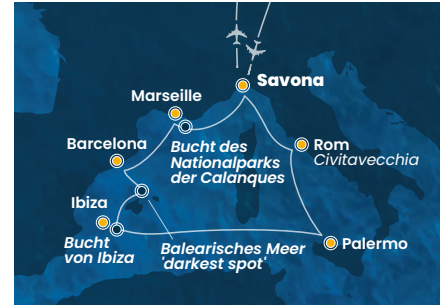 Savona
Marseille
Bucht des
Nationalparks
der Calanques
Rom
Civitavecchia
Barcelona
Ibiza
Bucht
von Ibiza
Balearisches Meer
'darkest spot'
Palermo